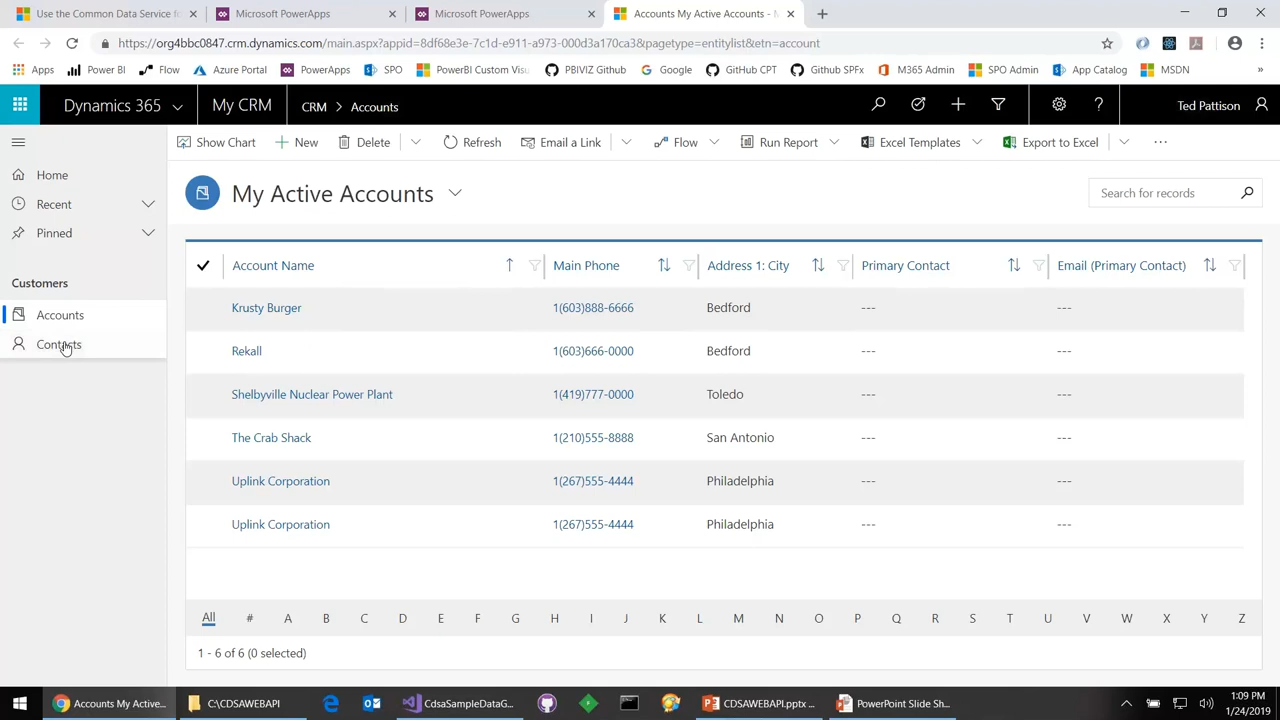 Use the Common Data Service fo
Microsoft PowerApps
Microsoft PowerApps
Accounts My Active Accounts - M
https://org4bbc0847.crm.dynamics.com/main.aspx?appid=8df68e3c-7c1d-e911-a973-000d3a170ca3&pagetype=entitylist&etn=account
Apps
Power BI
Flow
Azure Portal
PowerApps
SPO
PowerBI Custom Visu
PBIVIZ Github
Google
GitHub CPT
Github SPFx
M365 Admin
SPO Admin
App Catalog
MSDN
»
Dynamics 365
My CRM
CRM > Accounts
Ted Pattison
Show Chart
New
Delete
Refresh
Email a Link
Flow
Run Report
Excel Templates
Export to Excel
Home
Recent
Pinned
Customers
Accounts
Contacts
My Active Accounts
Search for records
Account Name Main Phone Address 1: City Primary Contact Email (Primary Contact)
Krusty Burger 1(603)888-6666 Bedford --- ---
Rekall 1(603)666-0000 Bedford --- ---
Shelbyville Nuclear Power Plant 1(419)777-0000 Toledo --- ---
The Crab Shack 1(210)555-8888 San Antonio --- ---
Uplink Corporation 1(267)555-4444 Philadelphia --- ---
Uplink Corporation 1(267)555-4444 Philadelphia --- ---
All # A B C D E F G H I J K L M N O P Q R S T U V W X Y Z
1 - 6 of 6 (0 selected)
Accounts My Active...
C:\CDSAWEBAPI
CdsaSampleDataG...
CDSAWEBAPI.pptx ...
PowerPoint Slide Sh...
1:09 PM
1/24/2019